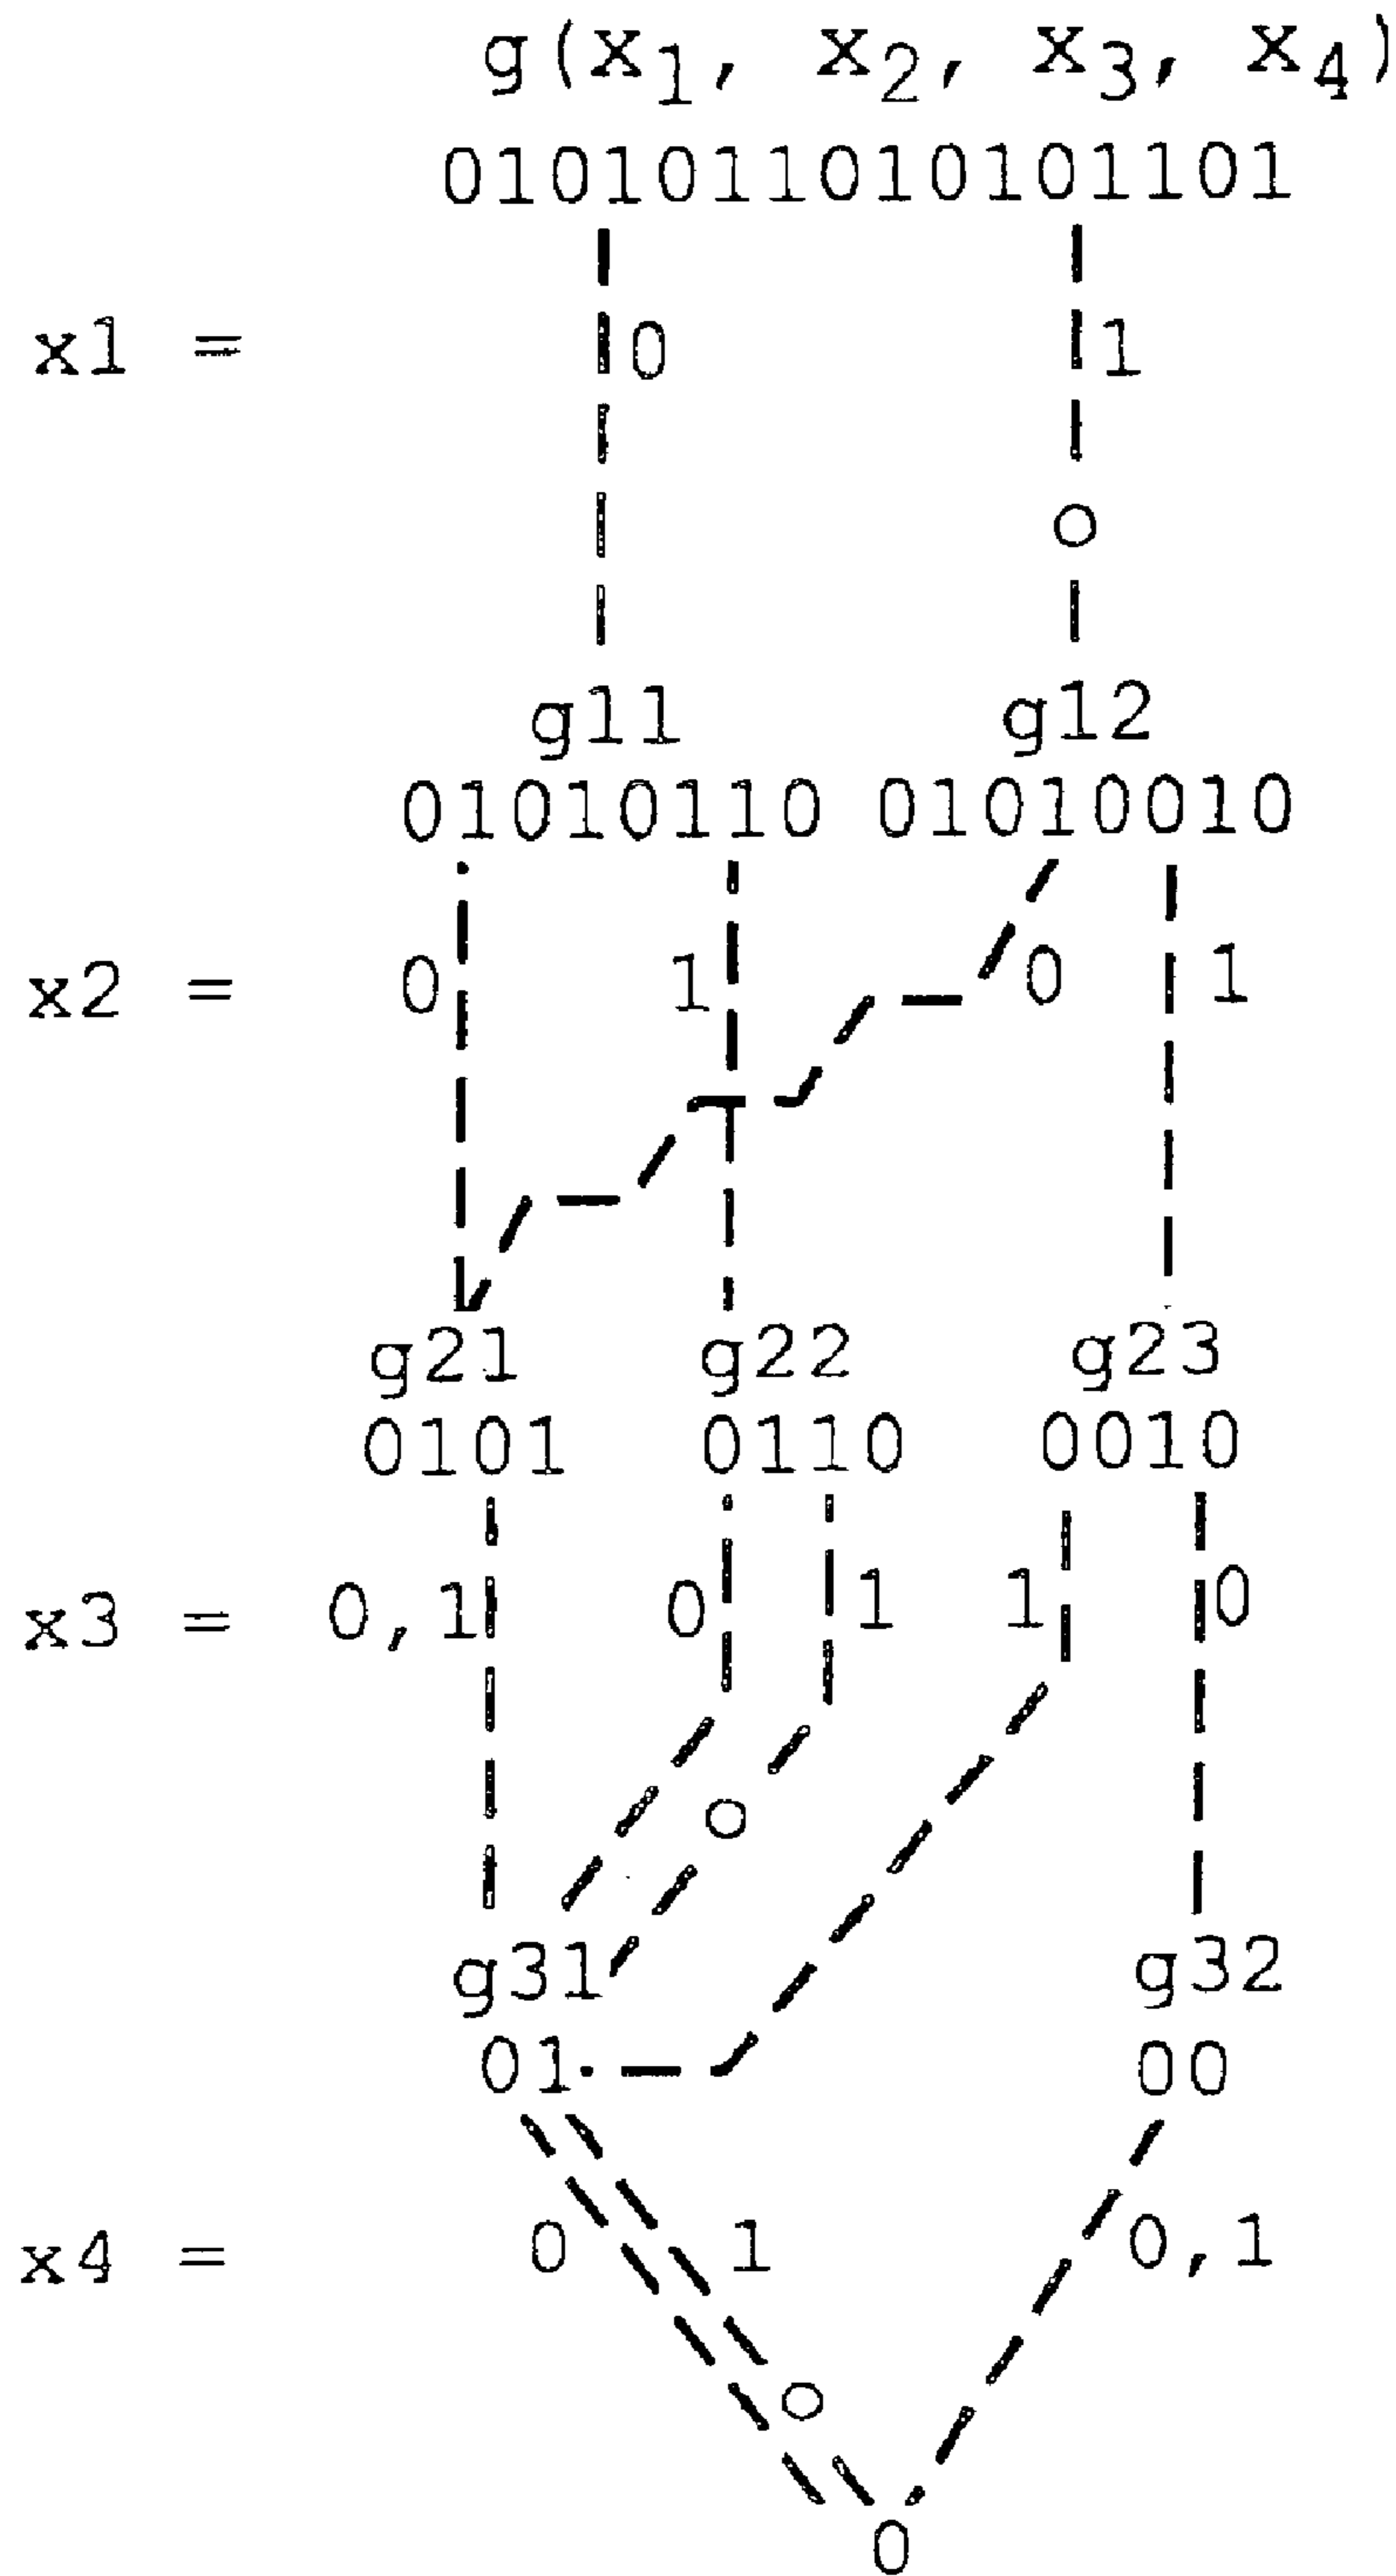 g(x₁, x₂, x₃, x₄)
0101011010101101
x1 = 0 1
g11 g12
01010110 01010010
x2 = 0 1 0 1
g21 g22 g23
0101 0110 0010
x3 = 0,1 0 1 1 0
g31 g32
01 00
x4 = 0 1 0,1
0